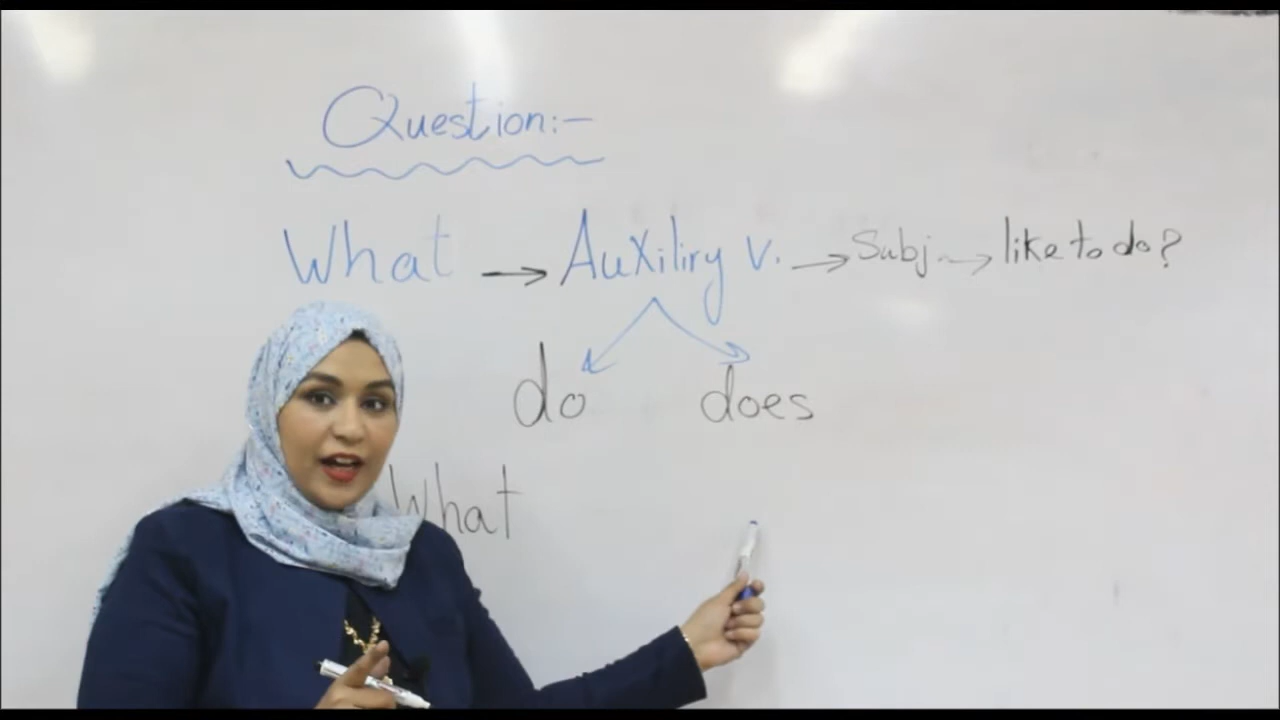 Question:-
What → Auxiliry v. → Subj. → like to do?
do does
What